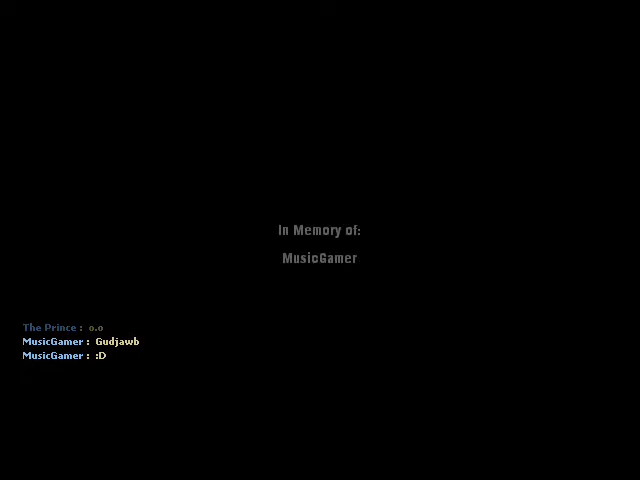 In Memory of:
MusicGamer
The Prince : o.o
MusicGamer : Gudjawb
MusicGamer : :D